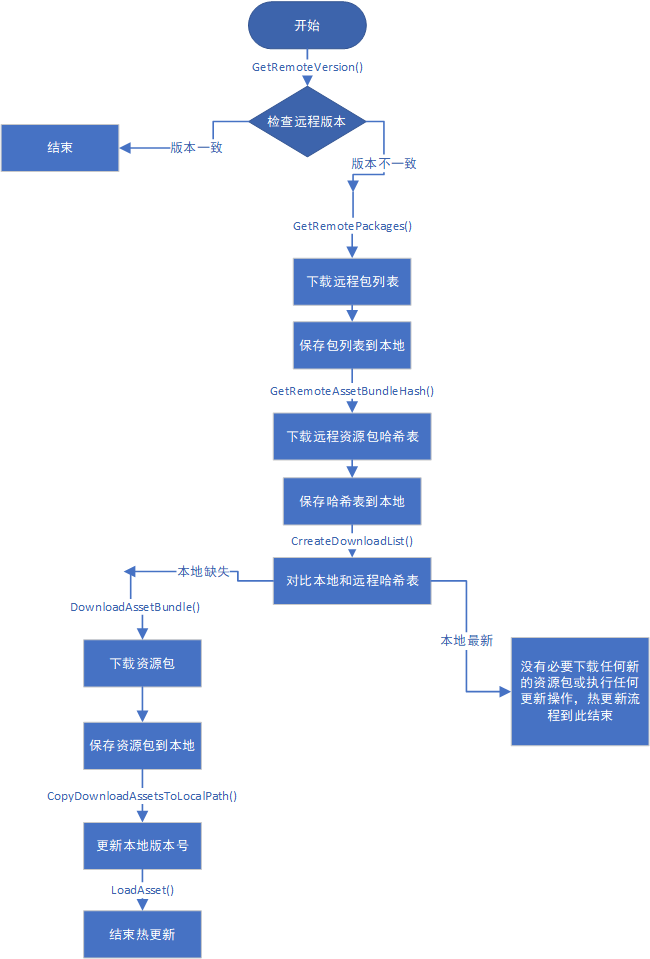 开始
GetRemoteVersion()
检查远程版本
结束
版本一致
版本不一致
GetRemotePackages()
下载远程包列表
保存包列表到本地
GetRemoteAssetBundleHash()
下载远程资源包哈希表
保存哈希表到本地
CrreateDownloadList()
对比本地和远程哈希表
本地缺失
DownloadAssetBundle()
下载资源包
本地最新
没有必要下载任何新
的资源包或执行任何
更新操作，热更新流
程到此结束
保存资源包到本地
CopyDownloadAssetsToLocalPath()
更新本地版本号
LoadAsset()
结束热更新